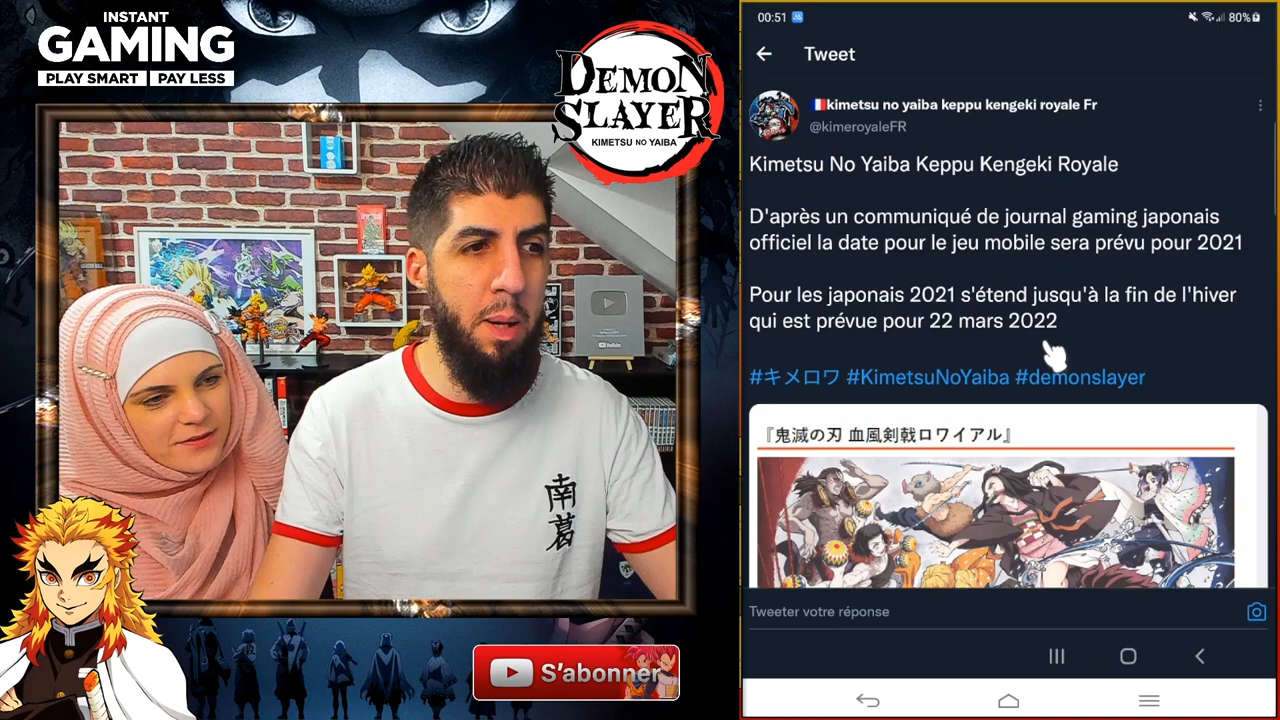 INSTANT
GAMING
PLAY SMART | PAY LESS
DEMON
SLAYER
KIMETSU NO YAIBA
YouTube
南葛
S'abonner
00:51
80%
Tweet
🇫🇷kimetsu no yaiba keppu kengeki royale Fr
@kimeroyaleFR
Kimetsu No Yaiba Keppu Kengeki Royale
D'après un communiqué de journal gaming japonais
officiel la date pour le jeu mobile sera prévu pour 2021
Pour les japonais 2021 s'étend jusqu'à la fin de l'hiver
qui est prévue pour 22 mars 2022
#キメロワ #KimetsuNoYaiba #demonslayer
『鬼滅の刃 血風剣戟ロワイアル』
Tweeter votre réponse